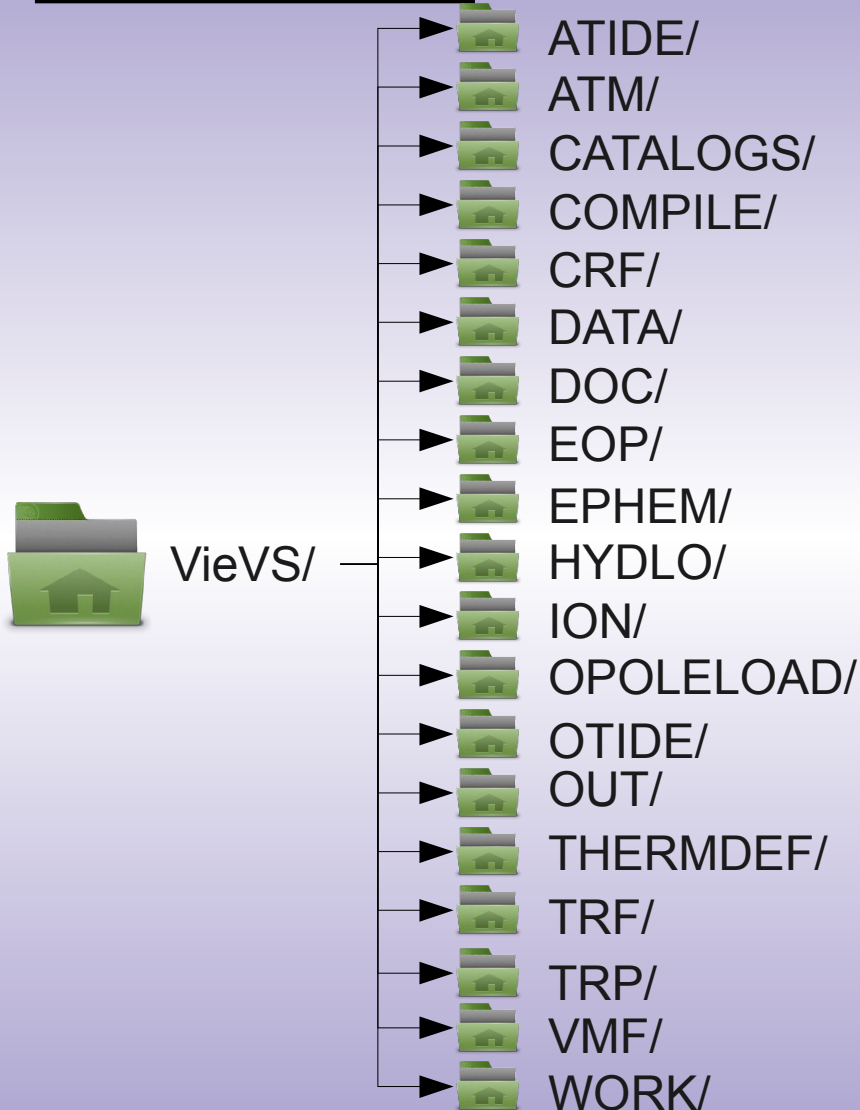 ATIDE/
ATM/
CATALOGS/
COMPILE/
CRF/
DATA/
DOC/
EOP/
EPHEM/
VieVS/
HYDLO/
ION/
OPOLELOAD/
OTIDE/
OUT/
THERMDEF/
TRF/
TRP/
VMF/
WORK/